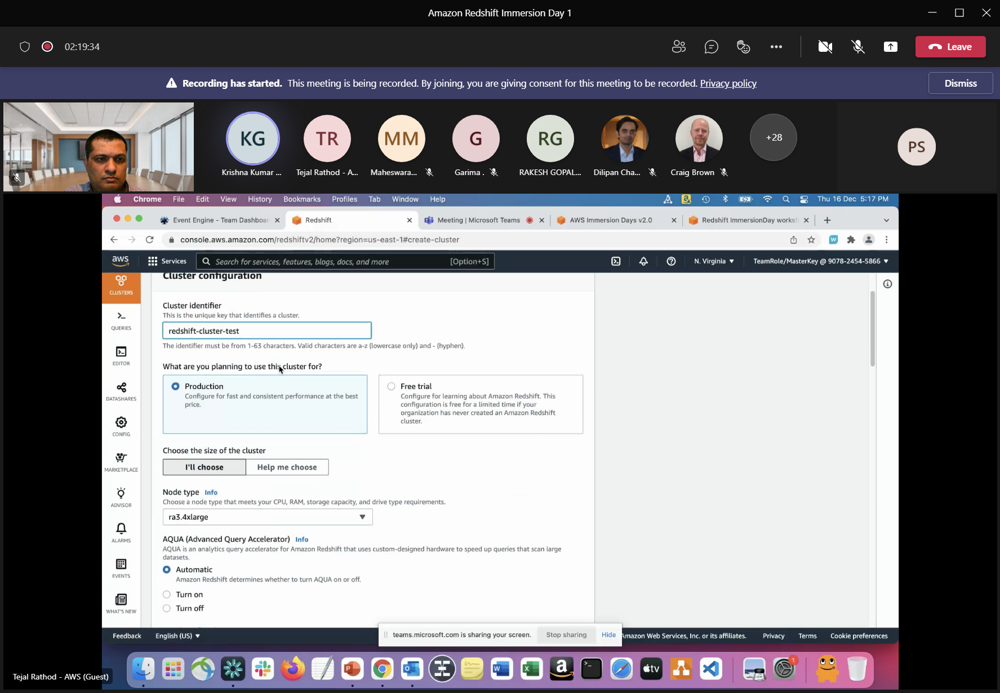 Amazon Redshift Immersion Day 1
02:19:34
Leave
Recording has started. This meeting is being recorded. By joining, you are giving consent for this meeting to be recorded. Privacy policy
Dismiss
KG
TR
MM
G
RG
+28
PS
Krishna Kumar ...
Tejal Rathod - A...
Maheswara...
Garima .
RAKESH GOPAL...
Dilipan Cha...
Craig Brown
Chrome File Edit View History Bookmarks Profiles Tab Window Help
Thu 16 Dec 5:17 PM
Event Engine - Team Dashboar
Redshift
Meeting | Microsoft Teams
AWS Immersion Days v2.0
Redshift ImmersionDay worksh
console.aws.amazon.com/redshiftv2/home?region=us-east-1#create-cluster
aws
Services
Search for services, features, blogs, docs, and more [Option+S]
N. Virginia
TeamRole/MasterKey @ 9078-2454-5866
CLUSTERS
QUERIES
EDITOR
DATASHARES
CONFIG
MARKETPLACE
ADVISOR
ALARMS
EVENTS
WHAT'S NEW
Cluster configuration
Cluster identifier
This is the unique key that identifies a cluster.
redshift-cluster-test
The identifier must be from 1-63 characters. Valid characters are a-z (lowercase only) and - (hyphen).
What are you planning to use this cluster for?
Production
Configure for fast and consistent performance at the best
price.
Free trial
Configure for learning about Amazon Redshift. This
configuration is free for a limited time if your
organization has never created an Amazon Redshift
cluster.
Choose the size of the cluster
I'll choose
Help me choose
Node type Info
Choose a node type that meets your CPU, RAM, storage capacity, and drive type requirements.
ra3.4xlarge
AQUA (Advanced Query Accelerator) Info
AQUA is an analytics query accelerator for Amazon Redshift that uses custom-designed hardware to speed up queries that scan large
datasets.
Automatic
Amazon Redshift determines whether to turn AQUA on or off.
Turn on
Turn off
Feedback
English (US)
teams.microsoft.com is sharing your screen.
Stop sharing
Hide
Amazon Web Services, Inc. or its affiliates.
Privacy
Terms
Cookie preferences
tv
1
Tejal Rathod - AWS (Guest)